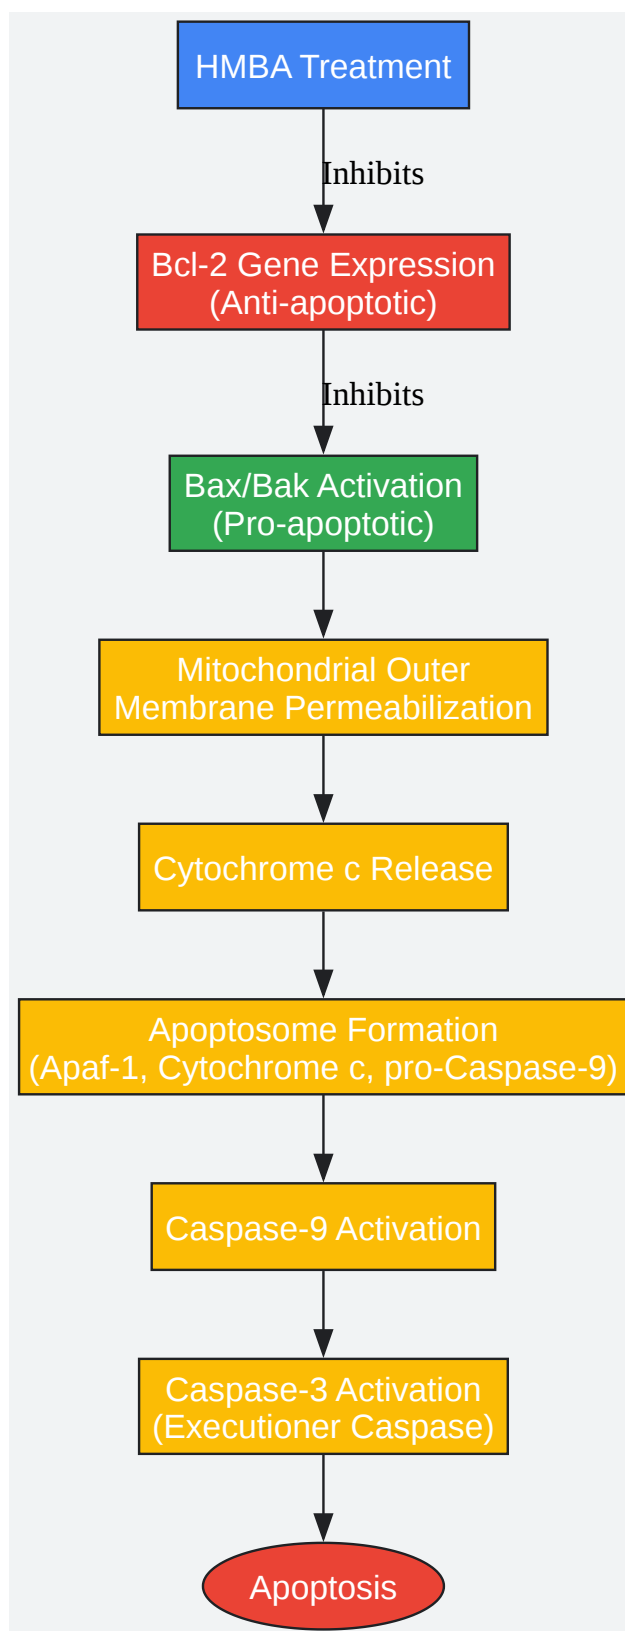 HMBA Treatment
Inhibits
Bcl-2 Gene Expression
(Anti-apoptotic)
Inhibits
Bax/Bak Activation
(Pro-apoptotic)
Mitochondrial Outer
Membrane Permeabilization
Cytochrome c Release
Apoptosome Formation
(Apaf-1, Cytochrome c, pro-Caspase-9)
Caspase-9 Activation
Caspase-3 Activation
(Executioner Caspase)
Apoptosis